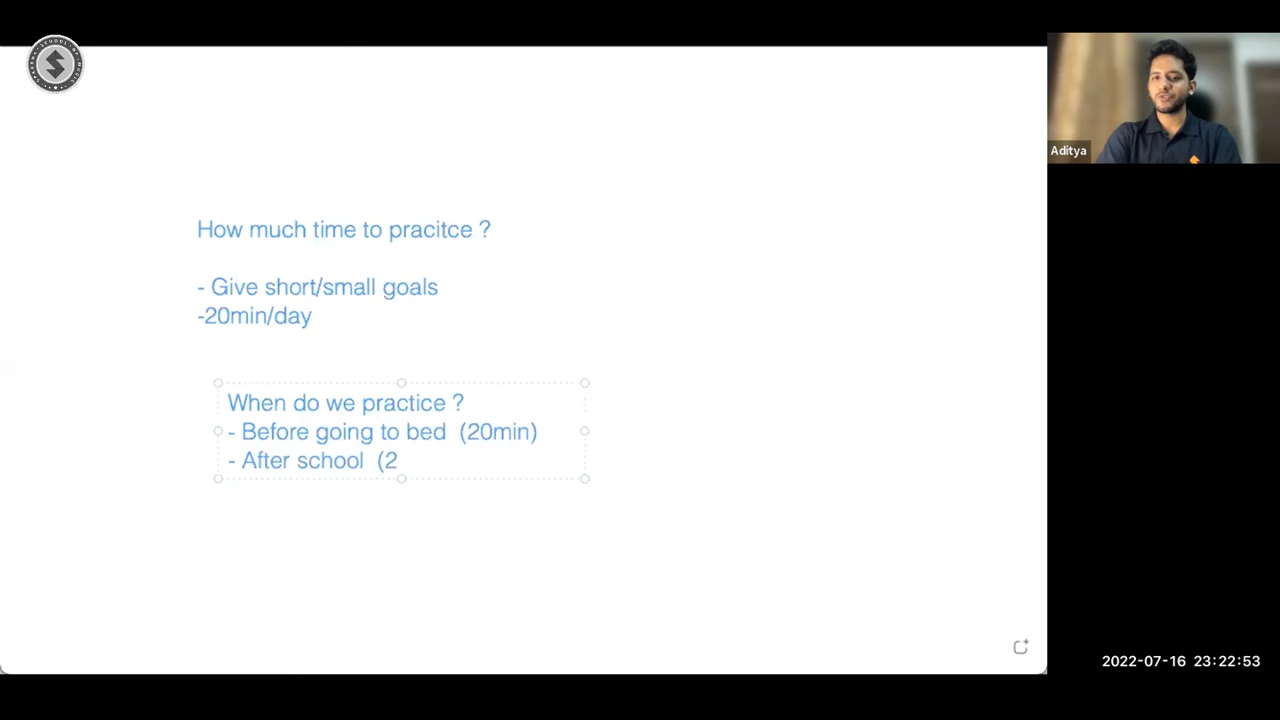 How much time to pracitce ?
- Give short/small goals
-20min/day
When do we practice ?
- Before going to bed (20min)
- After school (2
Aditya
2022-07-16 23:22:53